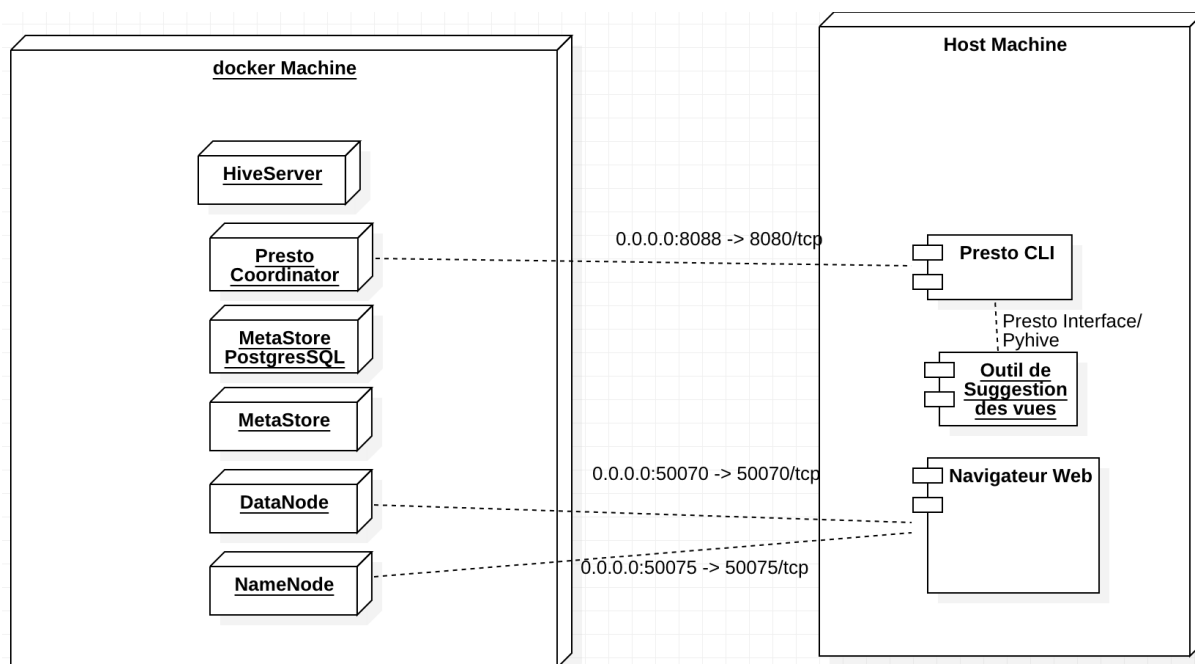 docker Machine
HiveServer
Presto
Coordinator
MetaStore
PostgresSQL
MetaStore
DataNode
NameNode
0.0.0.0:8088 -> 8080/tcp
0.0.0.0:50070 -> 50070/tcp
0.0.0.0:50075 -> 50075/tcp
Host Machine
Presto CLI
Presto Interface/
Pyhive
Outil de
Suggestion
des vues
Navigateur Web